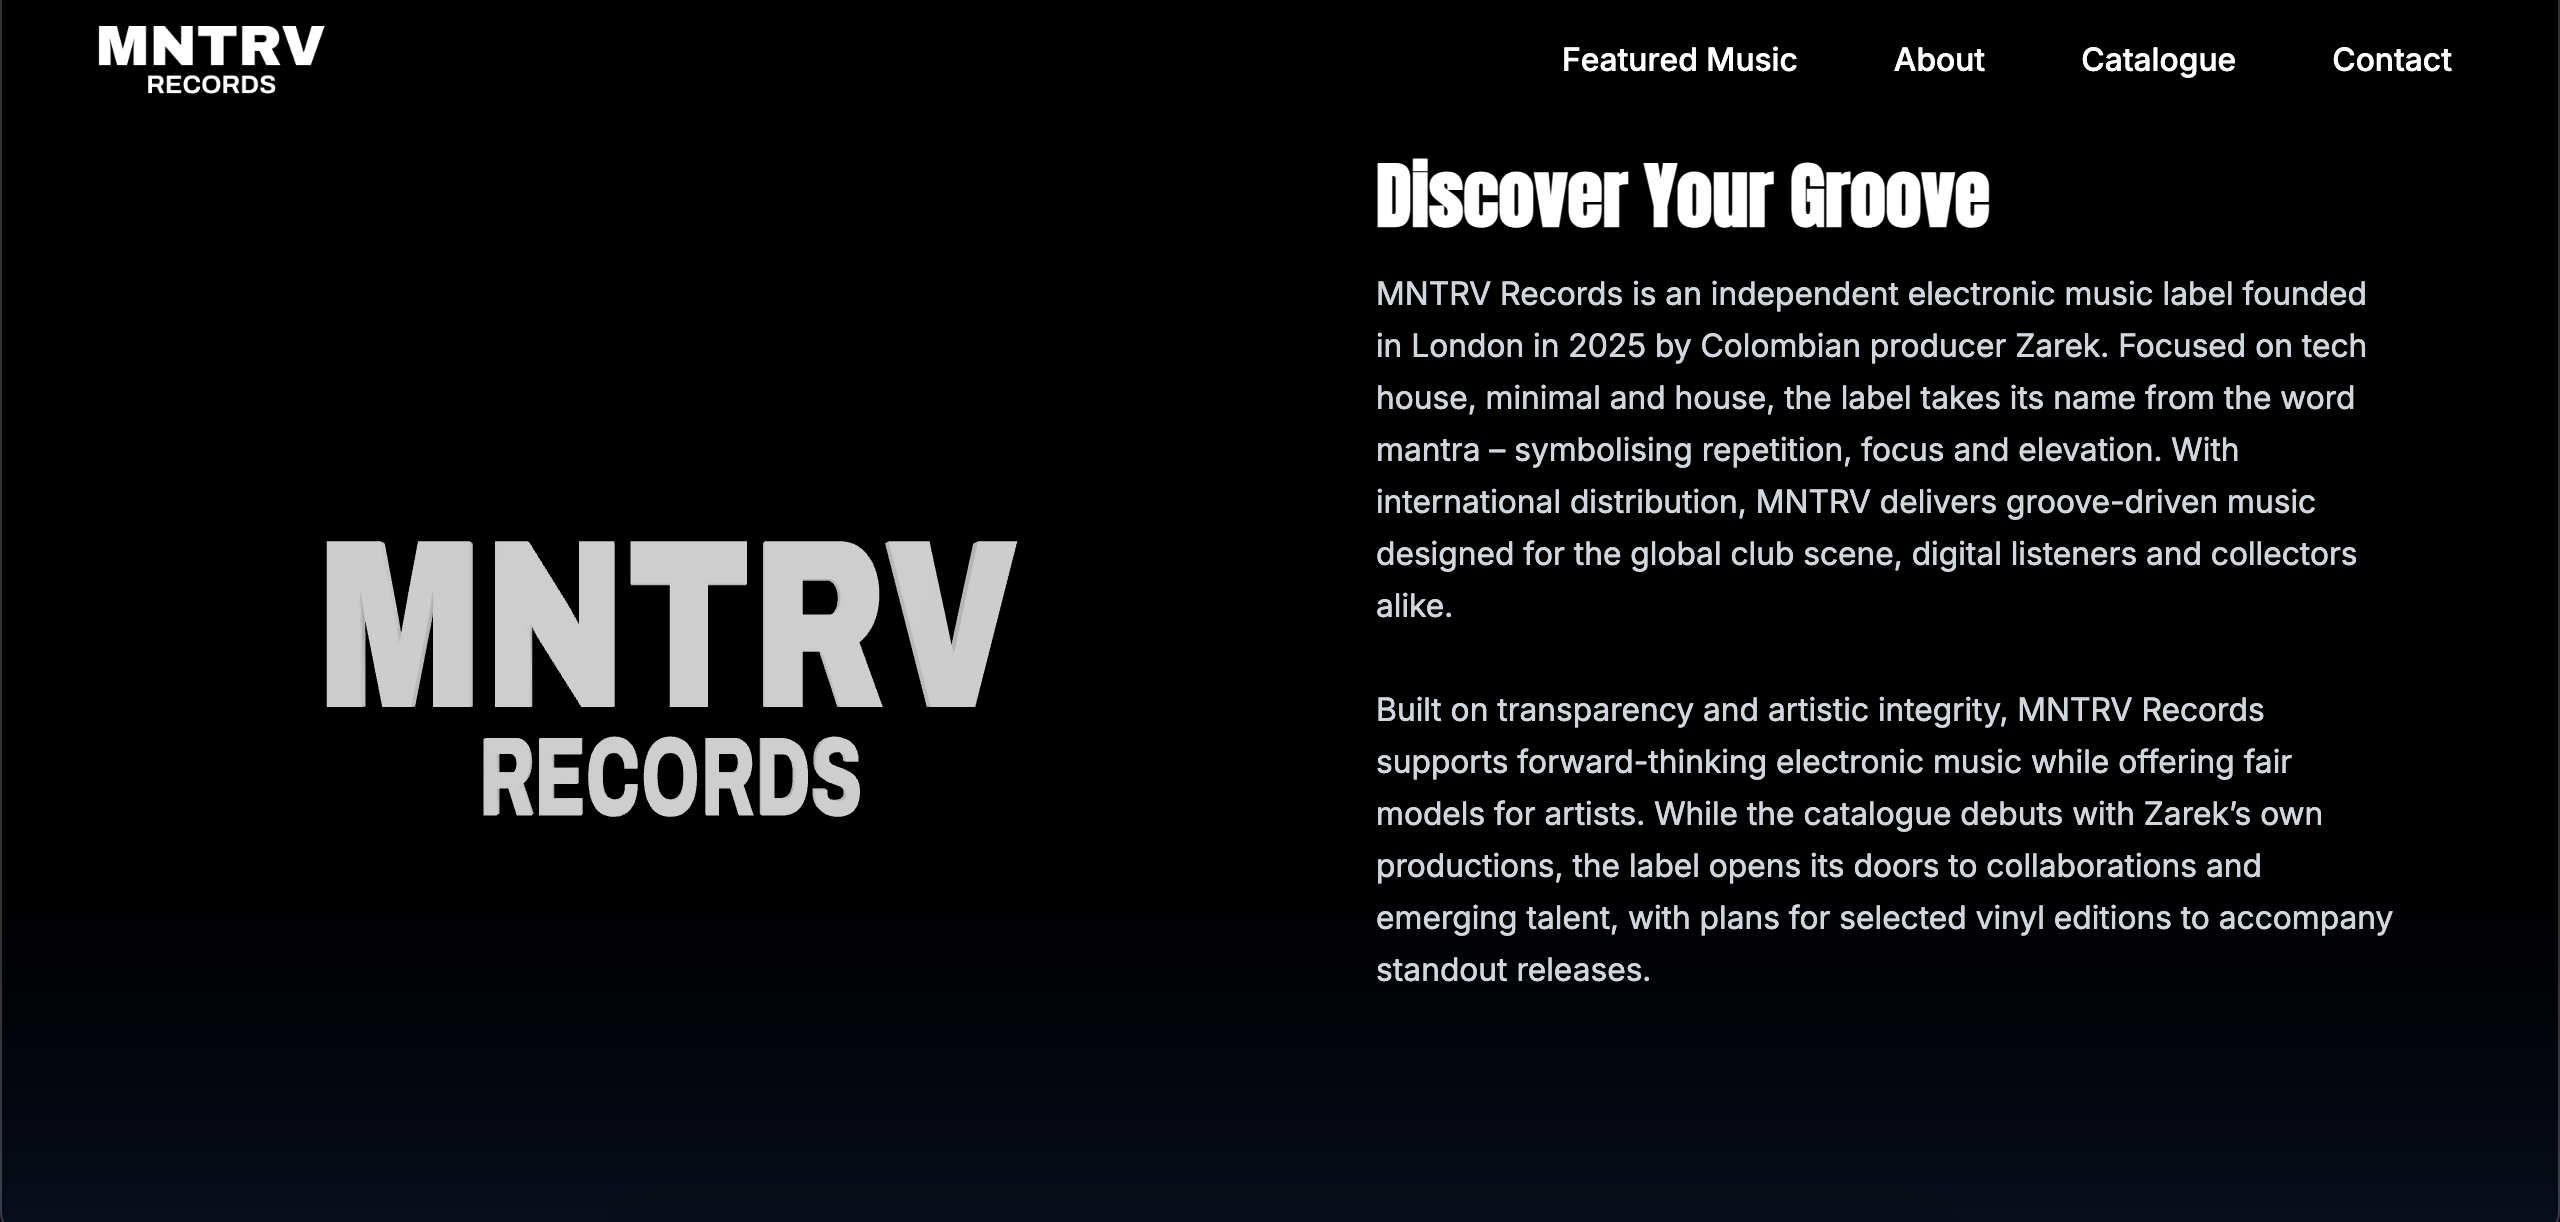 MNTRV
RECORDS
Featured Music
About
Catalogue
Contact
Discover Your Groove
MNTRV Records is an independent electronic music label founded
in London in 2025 by Colombian producer Zarek. Focused on tech
house, minimal and house, the label takes its name from the word
mantra – symbolising repetition, focus and elevation. With
international distribution, MNTRV delivers groove-driven music
designed for the global club scene, digital listeners and collectors
alike.
Built on transparency and artistic integrity, MNTRV Records
supports forward-thinking electronic music while offering fair
models for artists. While the catalogue debuts with Zarek’s own
productions, the label opens its doors to collaborations and
emerging talent, with plans for selected vinyl editions to accompany
standout releases.
MNTRV
RECORDS